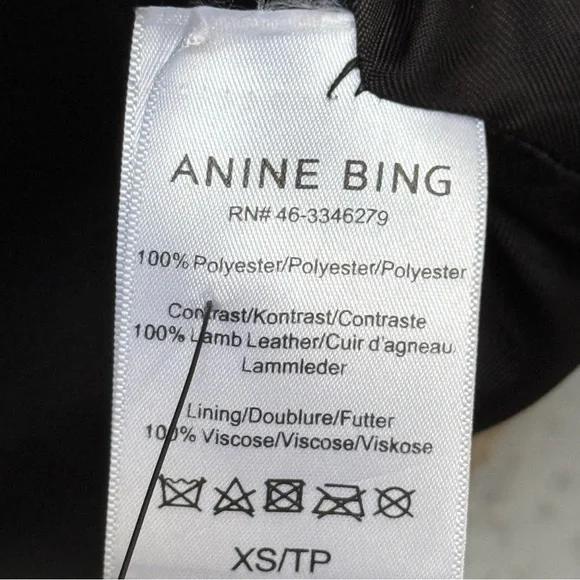 ANINE BING
RN# 46-3346279
100% Polyester/Polyester/Polyester
Contrast/Kontrast/Contraste
100% Lamb Leather/Cuir d'agneau
Lammleder
Lining/Doublure/Futter
100% Viscose/Viscose/Viskose
XS/TP